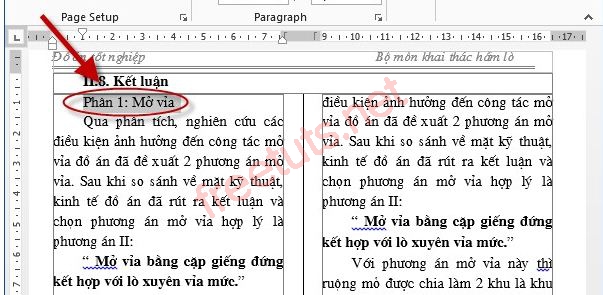 Page Setup
Paragraph
Đồ án tốt nghiệp
Bộ môn khai thác hầm lò
II.8. Kết luận
Phần 1: Mở vỉa
Qua phân tích, nghiên cứu các
điều kiện ảnh hưởng đến công tác mở
vỉa đồ án đã đề xuất 2 phương án mở
vỉa. Sau khi so sánh về mặt kỹ thuật,
kinh tế đồ án đã rút ra kết luận và
chọn phương án mở vỉa hợp lý là
phương án II:
“ Mở vỉa bằng cặp giếng đứng
kết hợp với lò xuyên vỉa mức.”
điều kiện ảnh hưởng đến công tác mở
vỉa đồ án đã đề xuất 2 phương án mở
vỉa. Sau khi so sánh về mặt kỹ thuật,
kinh tế đồ án đã rút ra kết luận và
chọn phương án mở vỉa hợp lý là
phương án II:
“ Mở vỉa bằng cặp giếng đứng
kết hợp với lò xuyên vỉa mức.”
Với phương án mở vỉa này thì
ruộng mỏ được chia làm 2 khu là khu
freetuts.net